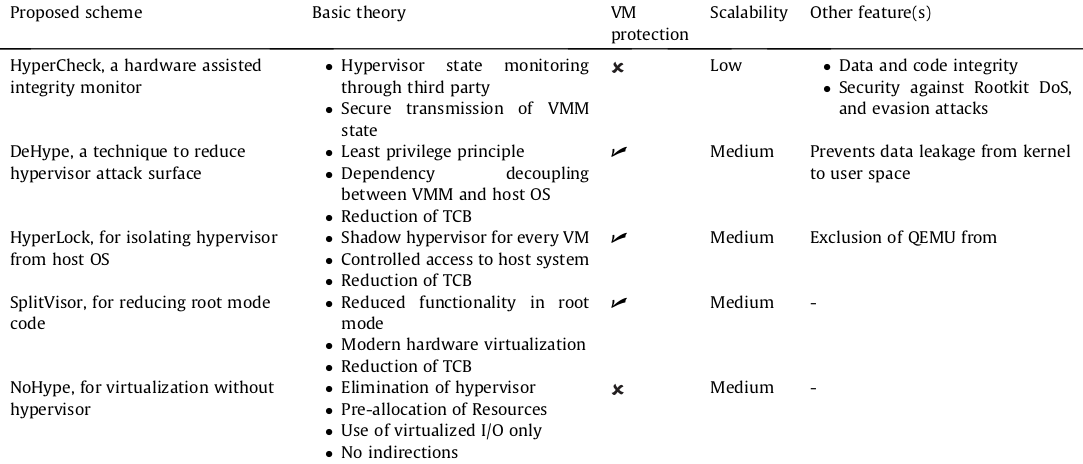 Proposed scheme Basic theory VM protection Scalability Other feature(s)
HyperCheck, a hardware assisted integrity monitor
• Hypervisor state monitoring through third party
• Secure transmission of VMM state
✘
Low
• Data and code integrity
• Security against Rootkit DoS, and evasion attacks
DeHype, a technique to reduce hypervisor attack surface
• Least privilege principle
• Dependency decoupling between VMM and host OS
• Reduction of TCB
✓
Medium
Prevents data leakage from kernel to user space
HyperLock, for isolating hypervisor from host OS
• Shadow hypervisor for every VM
• Controlled access to host system
• Reduction of TCB
✓
Medium
Exclusion of QEMU from
SplitVisor, for reducing root mode code
• Reduced functionality in root mode
• Modern hardware virtualization
• Reduction of TCB
✓
Medium
-
NoHype, for virtualization without hypervisor
• Elimination of hypervisor
• Pre-allocation of Resources
• Use of virtualized I/O only
• No indirections
✘
Medium
-